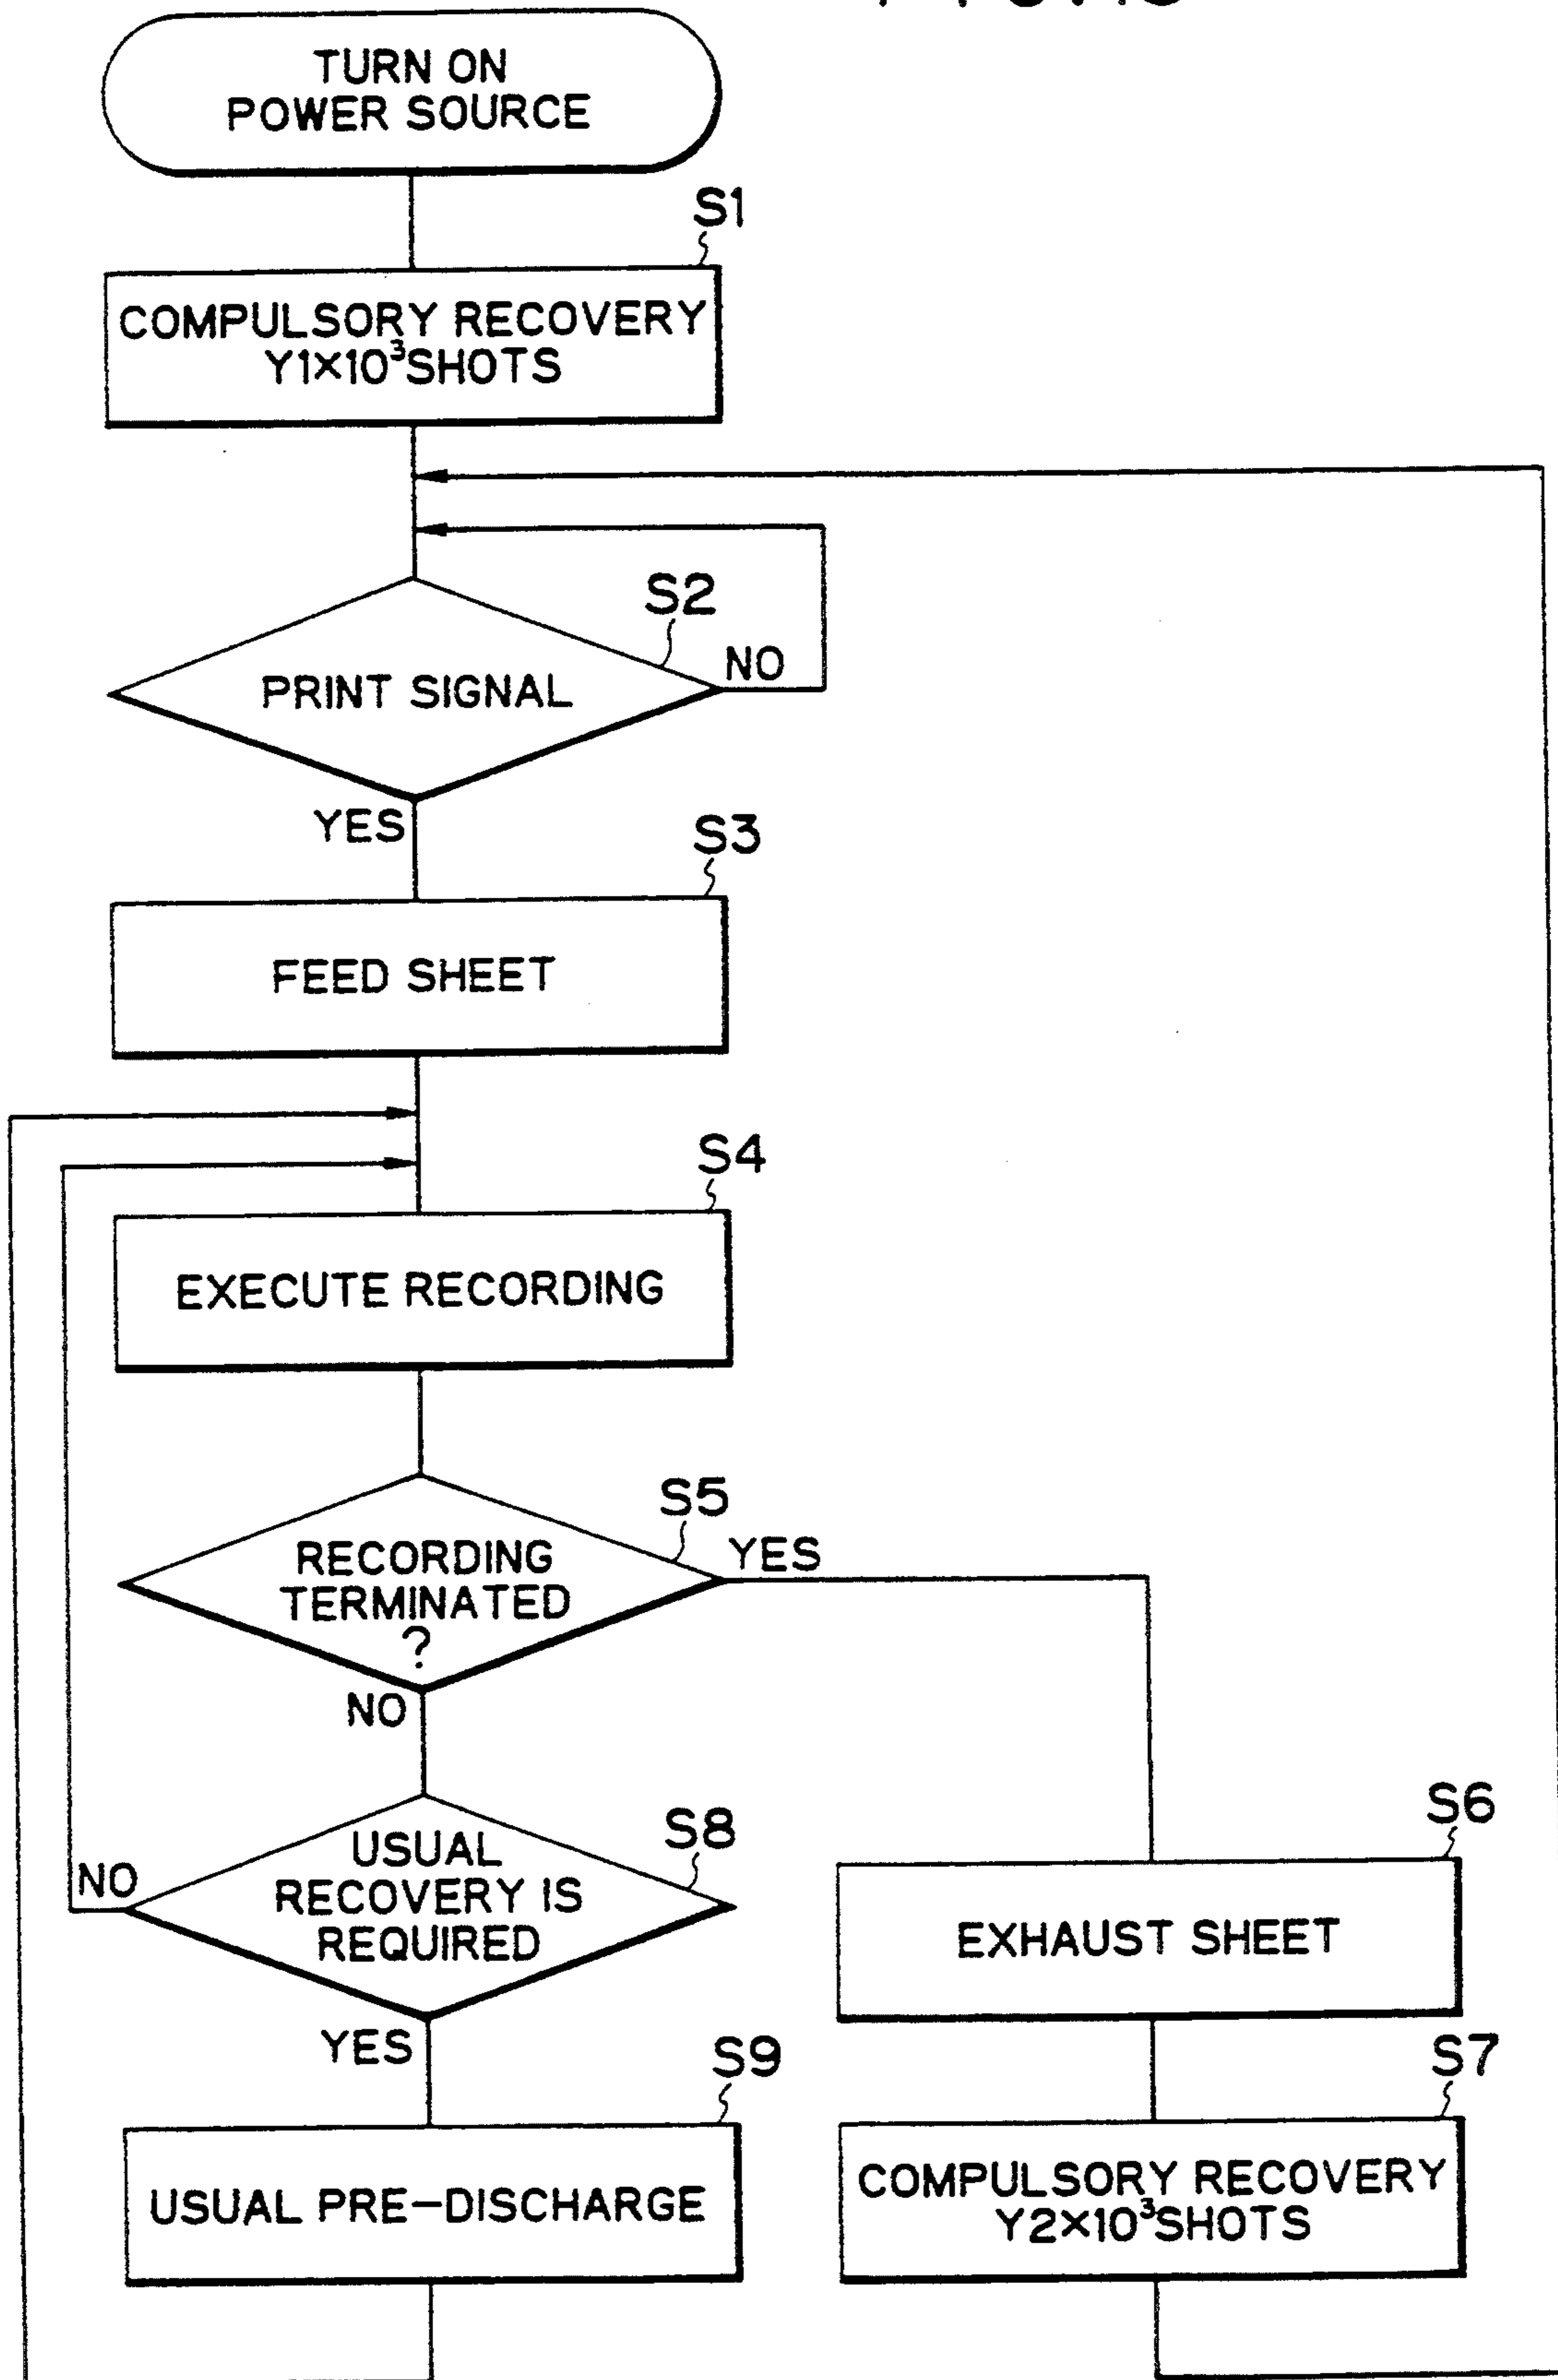 TURN ON
POWER SOURCE
S1
COMPULSORY RECOVERY
Y1×10³SHOTS
S2
PRINT SIGNAL
NO
YES
S3
FEED SHEET
S4
EXECUTE RECORDING
S5
RECORDING
TERMINATED
?
YES
NO
S8
USUAL
RECOVERY IS
REQUIRED
NO
YES
S6
EXHAUST SHEET
S9
USUAL PRE-DISCHARGE
S7
COMPULSORY RECOVERY
Y2×10³SHOTS